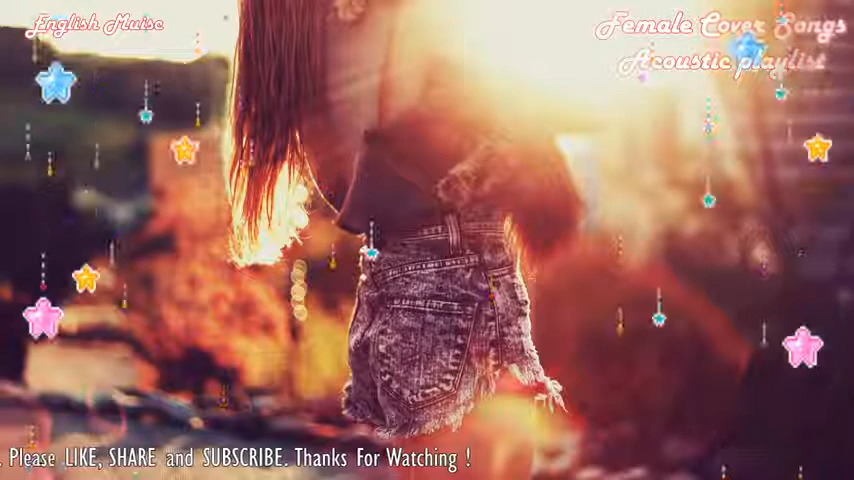 English Muisc
Female Cover Songs
Acoustic playlist
. Please LIKE, SHARE and SUBSCRIBE. Thanks For Watching !